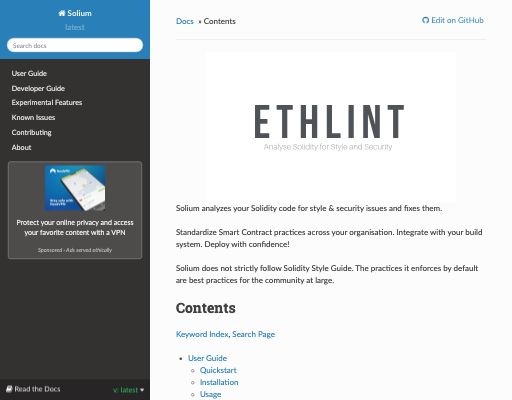 Solium
latest
Search docs
User Guide
Developer Guide
Experimental Features
Known Issues
Contributing
About
Protect your online privacy and access
your favorite content with a VPN
Sponsored · Ads served ethically
Read the Docs
v: latest
Docs » Contents
Edit on GitHub
ETHLINT
Analyse Solidity for Style and Security
Solium analyzes your Solidity code for style & security issues and fixes them.
Standardize Smart Contract practices across your organisation. Integrate with your build
system. Deploy with confidence!
Solium does not strictly follow Solidity Style Guide. The practices it enforces by default
are best practices for the community at large.
Contents
Keyword Index, Search Page
User Guide
Quickstart
Installation
Usage